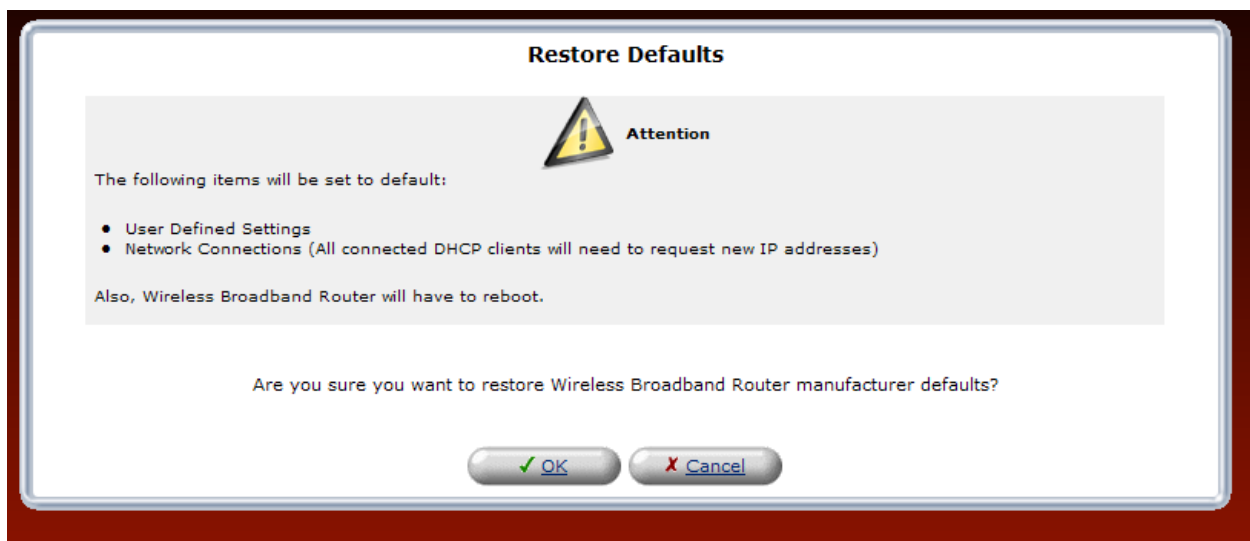 Restore Defaults
Attention
The following items will be set to default:
User Defined Settings
Network Connections (All connected DHCP clients will need to request new IP addresses)
Also, Wireless Broadband Router will have to reboot.
Are you sure you want to restore Wireless Broadband Router manufacturer defaults?
OK Cancel